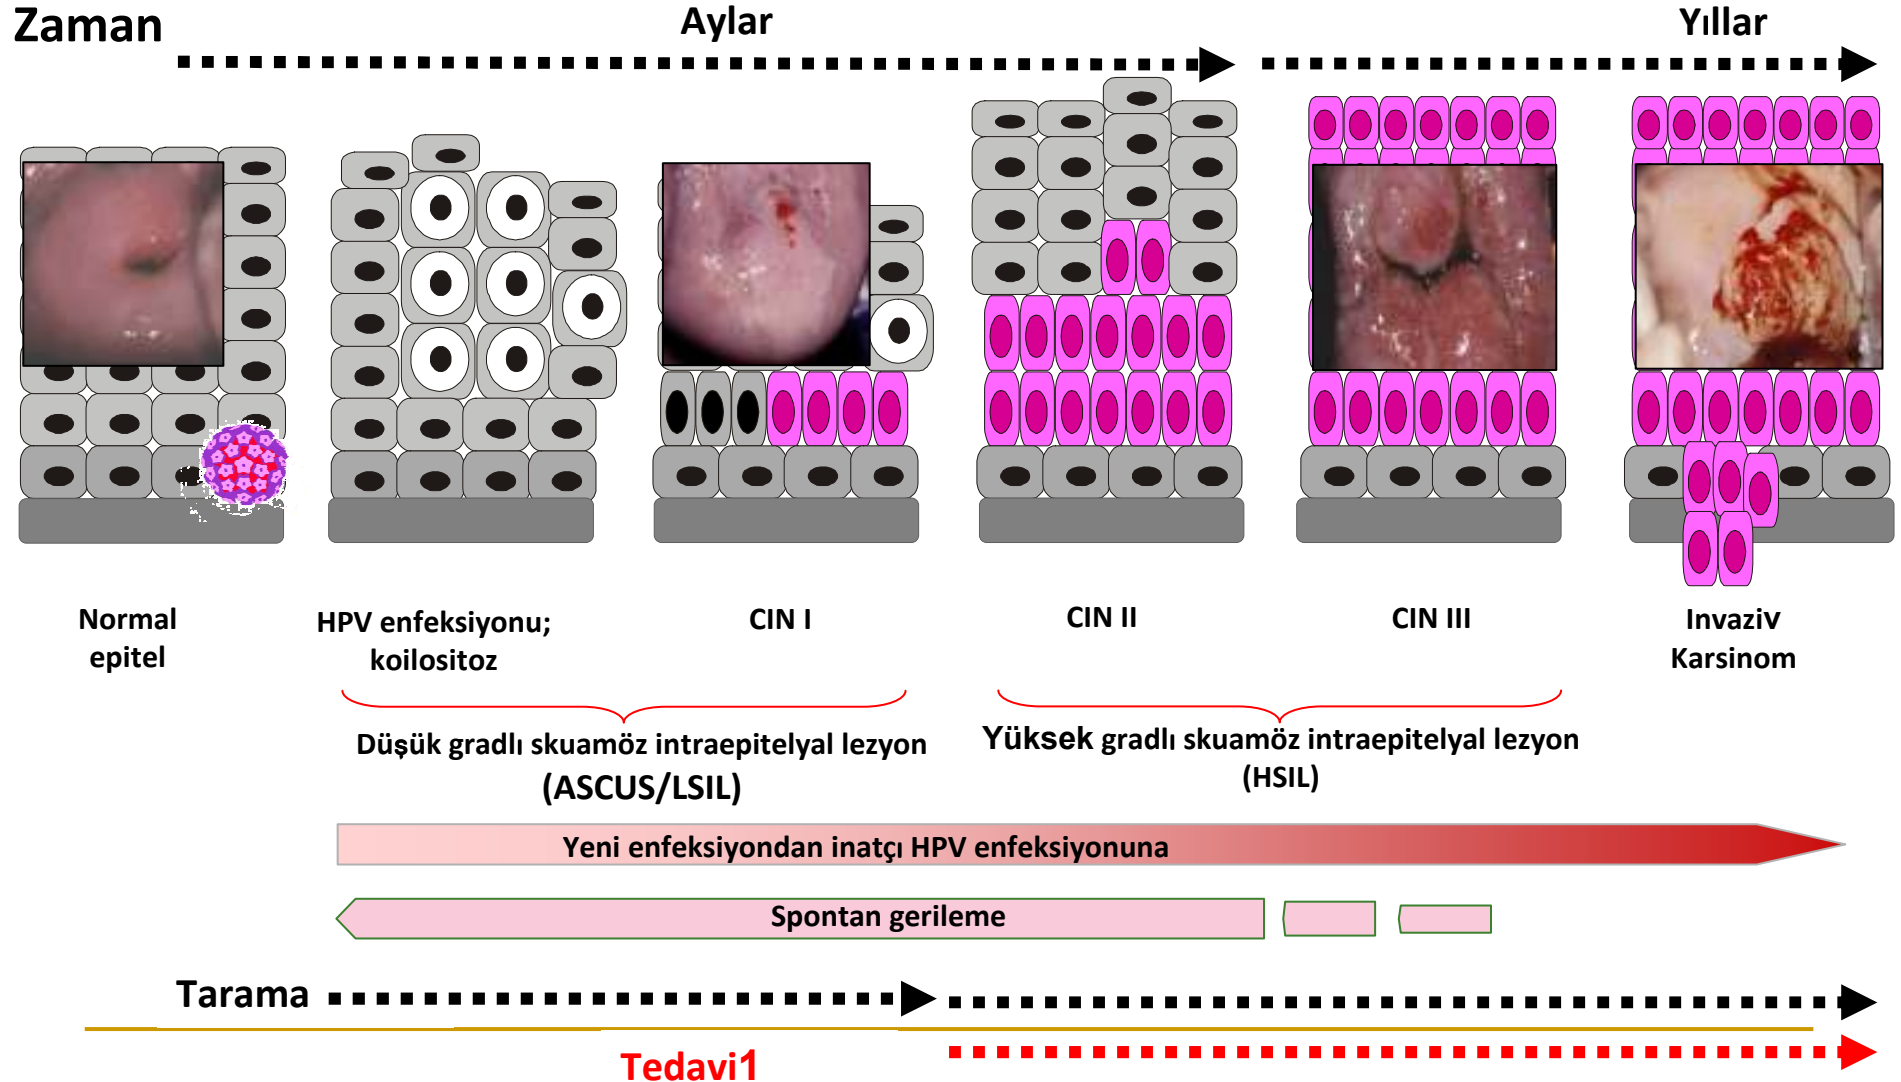 Zaman
Aylar
Yıllar
Normal
epitel
HPV enfeksiyonu;
koilositoz
CIN I
CIN II
CIN III
Invaziv
Karsinom
Düşük gradlı skuamöz intraepitelyal lezyon
(ASCUS/LSIL)
Yüksek gradlı skuamöz intraepitelyal lezyon
(HSIL)
Yeni enfeksiyondan inatçı HPV enfeksiyonuna
Spontan gerileme
Tarama
Tedavi1